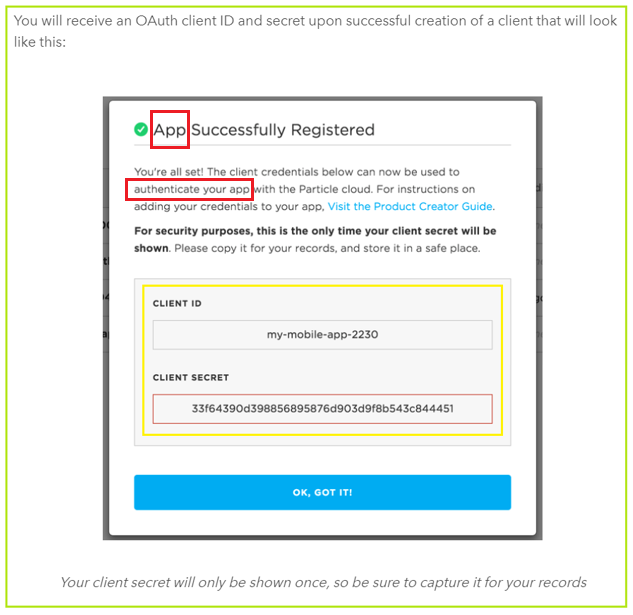 You will receive an OAuth client ID and secret upon successful creation of a client that will look
like this:
App Successfully Registered
You're all set! The client credentials below can now be used to
authenticate your app with the Particle cloud. For instructions on
adding your credentials to your app, Visit the Product Creator Guide.
For security purposes, this is the only time your client secret will be
shown. Please copy it for your records, and store it in a safe place.
CLIENT ID
my-mobile-app-2230
CLIENT SECRET
33f64390d398856895876d903d9f8b543c844451
OK, GOT IT!
Your client secret will only be shown once, so be sure to capture it for your records